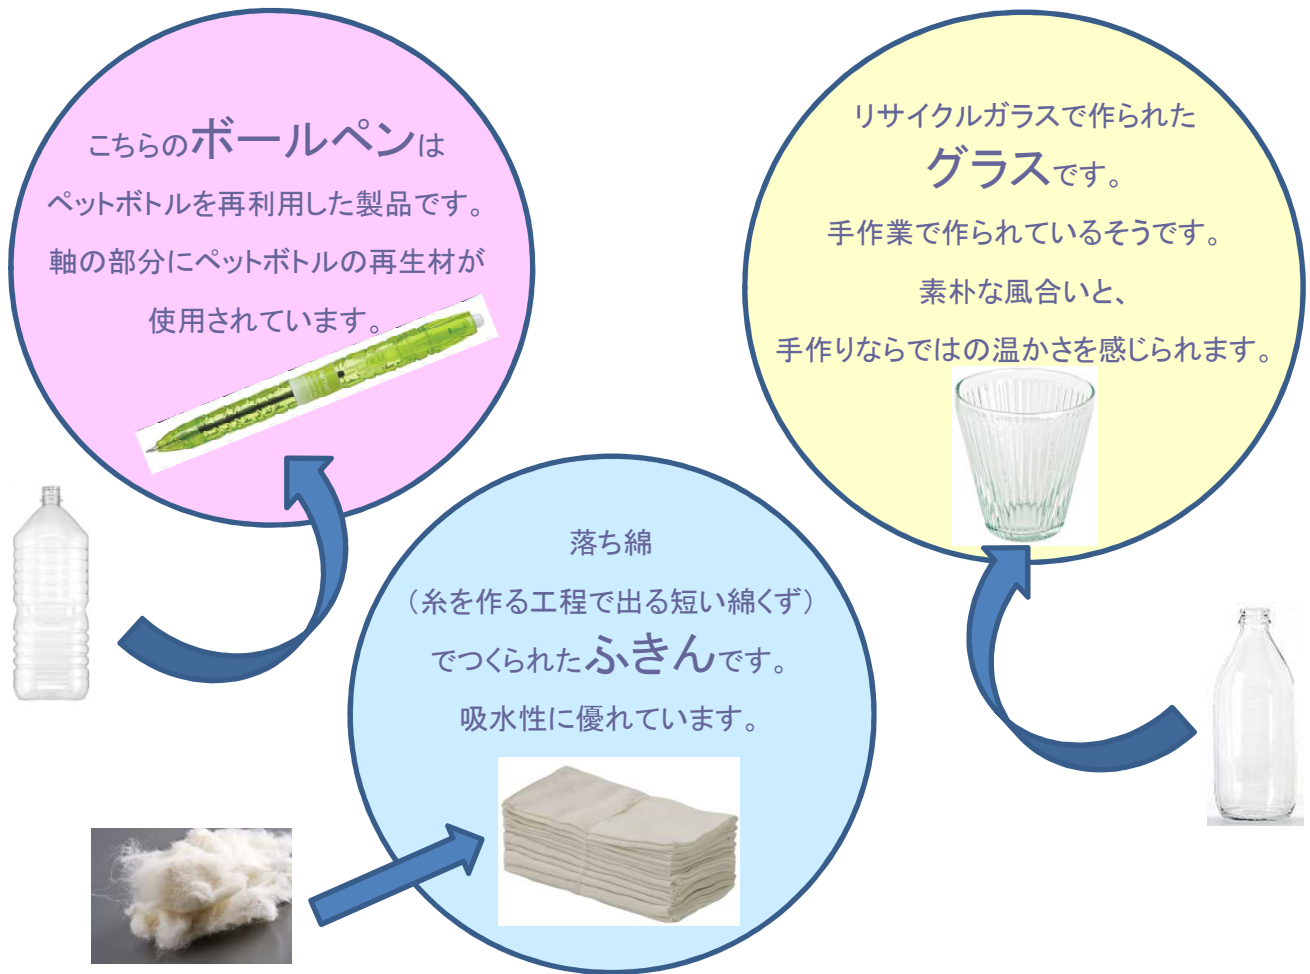 こちらのボールペンは
ペットボトルを再利用した製品です。
軸の部分にペットボトルの再生材が
使用されています。
リサイクルガラスで作られた
グラスです。
手作業で作られているそうです。
素朴な風合いと、
手作りならではの温かさを感じられます。
落ち綿
（糸を作る工程で出る短い綿くず）
でつくられたふきんです。
吸水性に優れています。